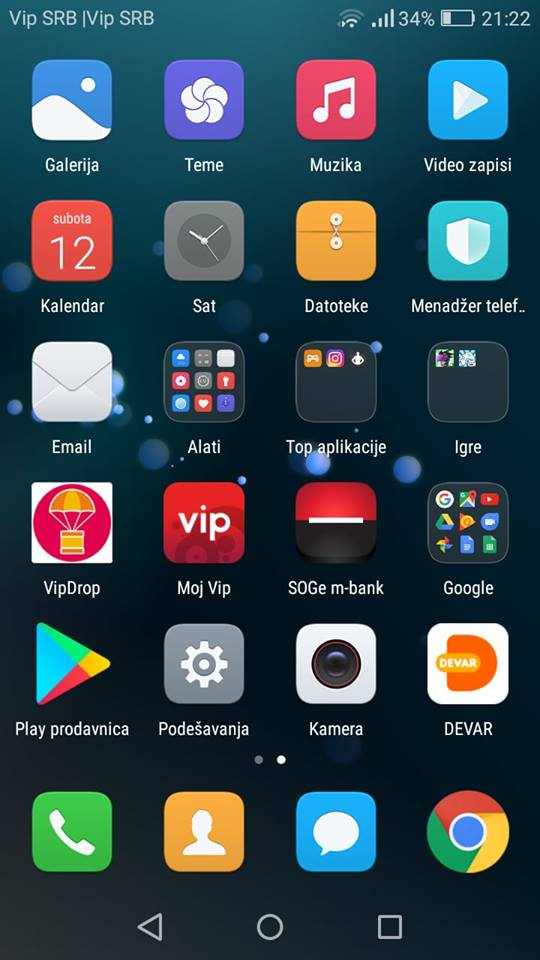 Vip SRB |Vip SRB 34% 21:22
Galerija Teme Muzika Video zapisi
subota
12
Kalendar Sat Datoteke Menadžer telef..
Email Alati Top aplikacije Igre
vip
VipDrop Moj Vip SOGe m-bank Google
DEVAR
Play prodavnica Podešavanja Kamera DEVAR